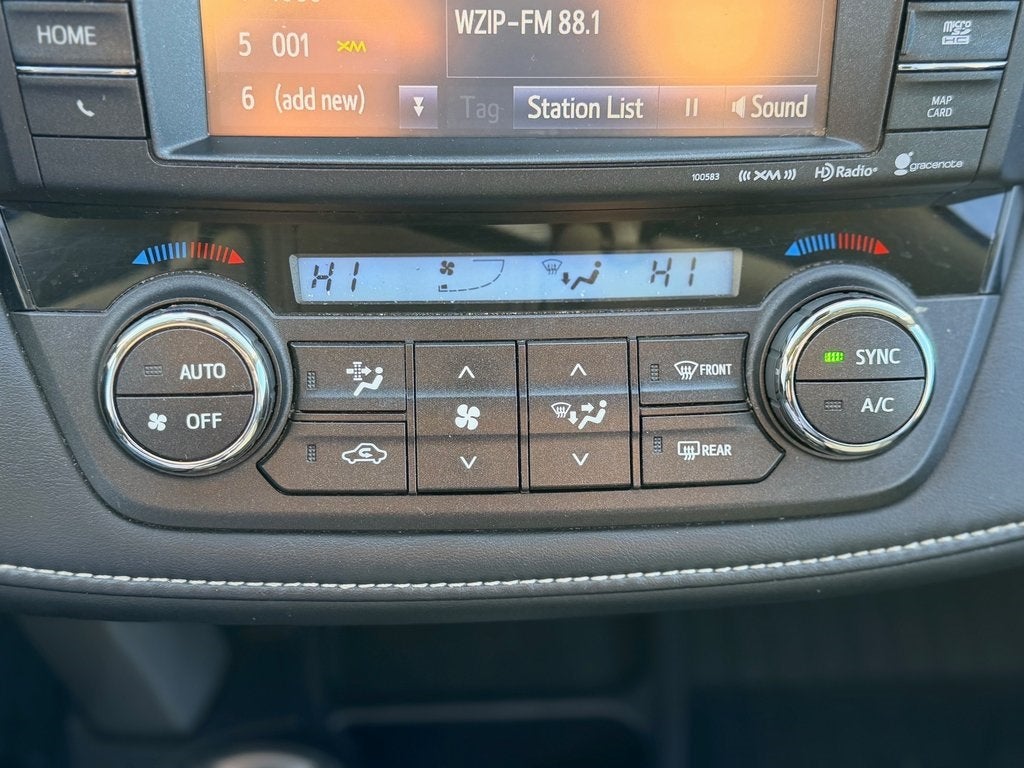 HOME
5 001 XM
6 (add new)
WZIP-FM 88.1
Tag
Station List
Sound
micro SD HC
MAP CARD
100583 ((( XM ))) HD Radio® gracenote®
HI HI
AUTO
OFF
FRONT
REAR
SYNC
A/C